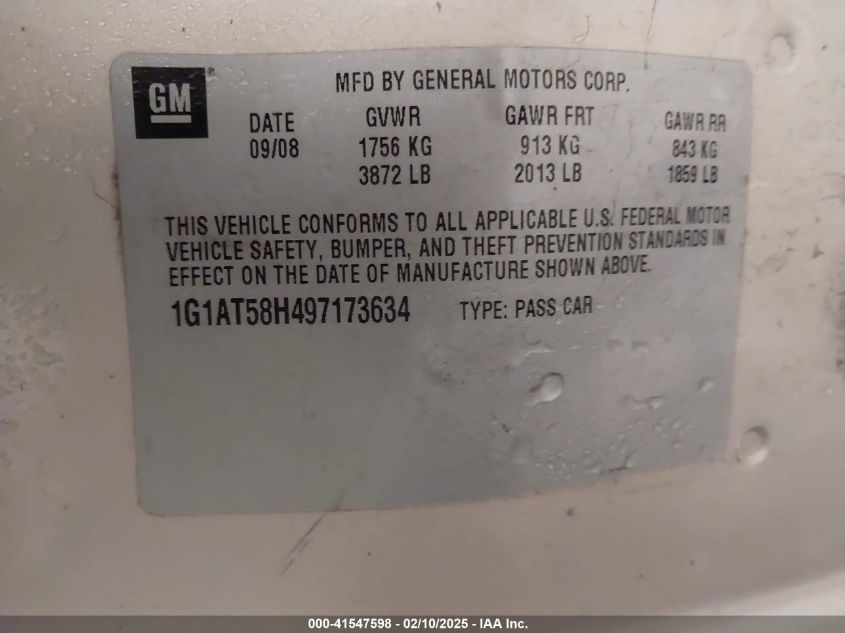 GM ®
MFD BY GENERAL MOTORS CORP.
DATE GVWR GAWR FRT GAWR RR
09/08 1756 KG 913 KG 843 KG
3872 LB 2013 LB 1859 LB
THIS VEHICLE CONFORMS TO ALL APPLICABLE U.S. FEDERAL MOTOR
VEHICLE SAFETY, BUMPER, AND THEFT PREVENTION STANDARDS IN
EFFECT ON THE DATE OF MANUFACTURE SHOWN ABOVE.
1G1AT58H497173634 TYPE: PASS CAR
000-41547598 - 02/10/2025 - IAA Inc.